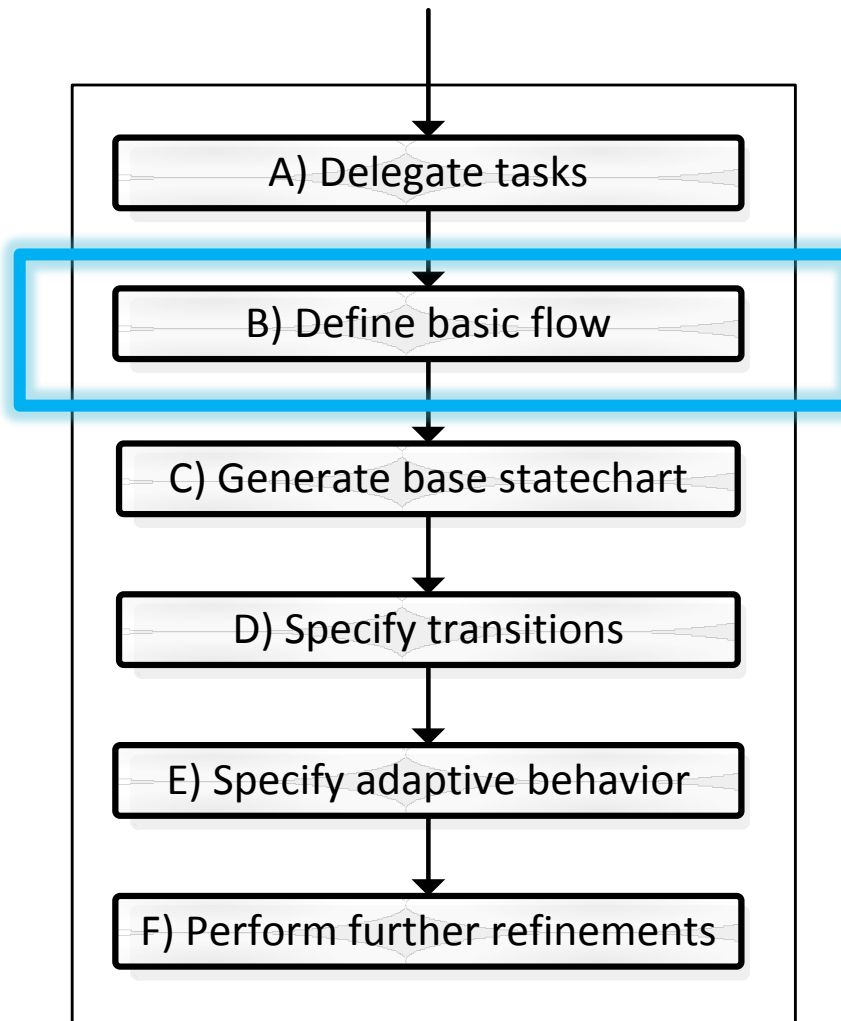 A) Delegate tasks
B) Define basic flow
C) Generate base statechart
D) Specify transitions
E) Specify adaptive behavior
F) Perform further refinements